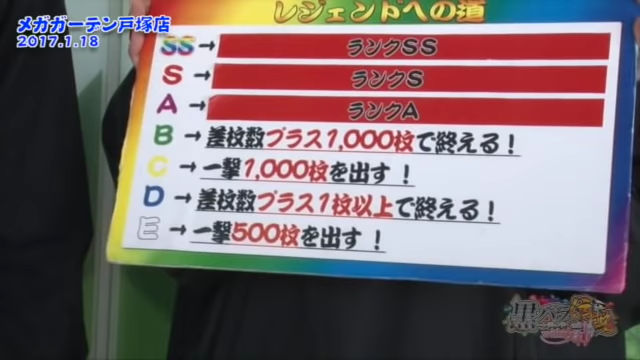 メガガーデン戸塚店
2017.1.18
レジェンドへの道
SS→ランクSS
S→ランクS
A→ランクA
B→差枚数プラス1,000枚で終える!
C→一撃1,000枚を出す!
D→差枚数プラス1枚以上で終える!
E→一撃500枚を出す!
黒バラ